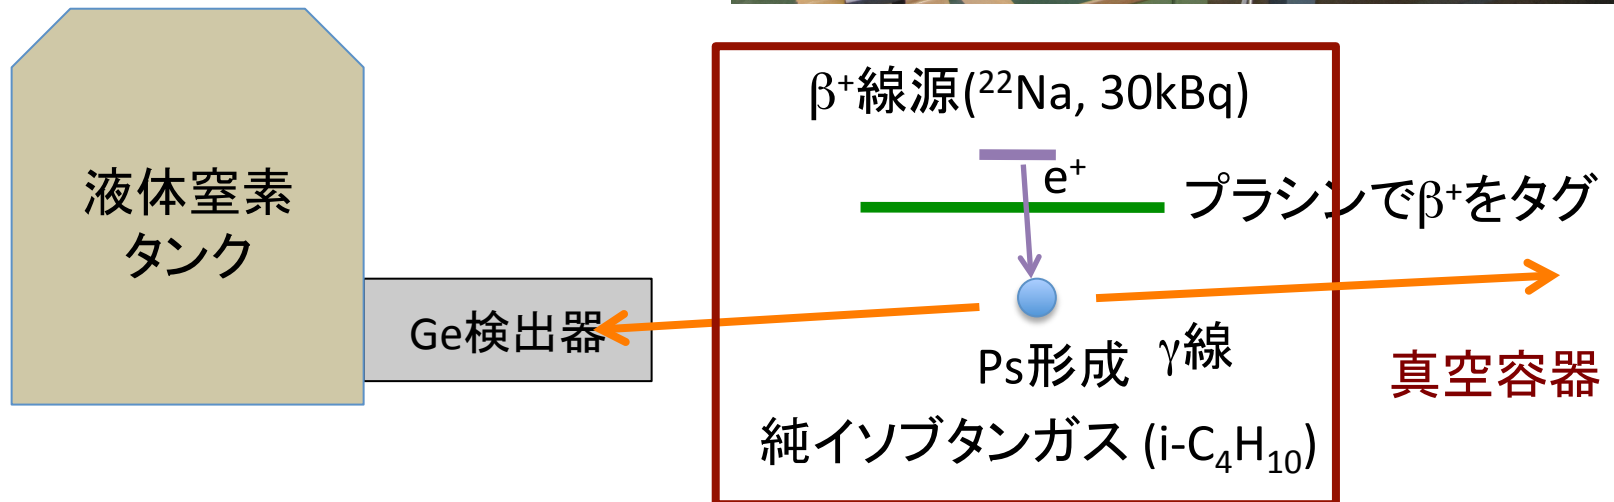 β⁺線源(²²Na, 30kBq)
e⁺
プラシンでβ⁺をタグ
液体窒素
タンク
Ge検出器
Ps形成
γ線
真空容器
純イソブタンガス (i-C₄H₁₀)